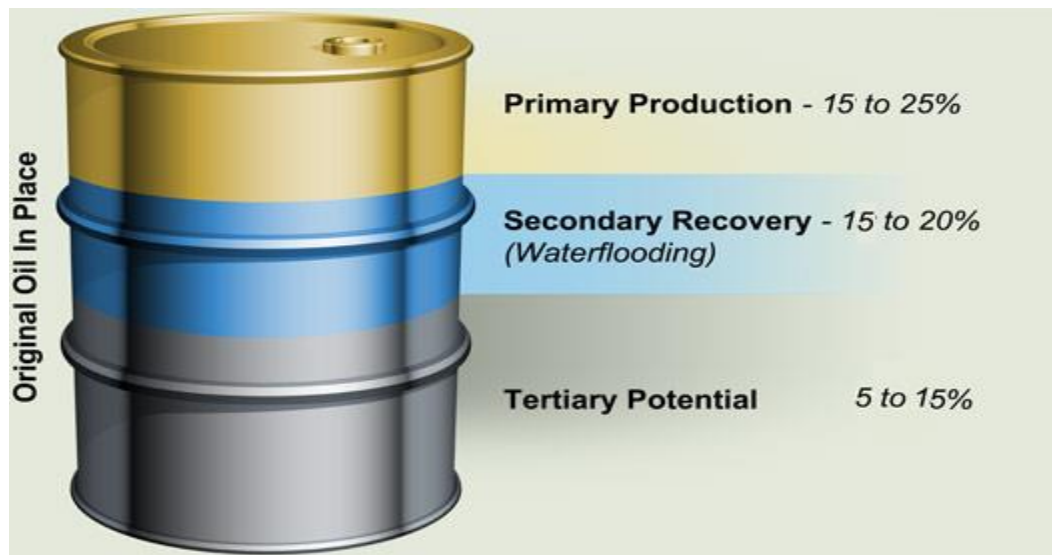 Original Oil In Place
Primary Production - 15 to 25%
Secondary Recovery - 15 to 20%
(Waterflooding)
Tertiary Potential 5 to 15%